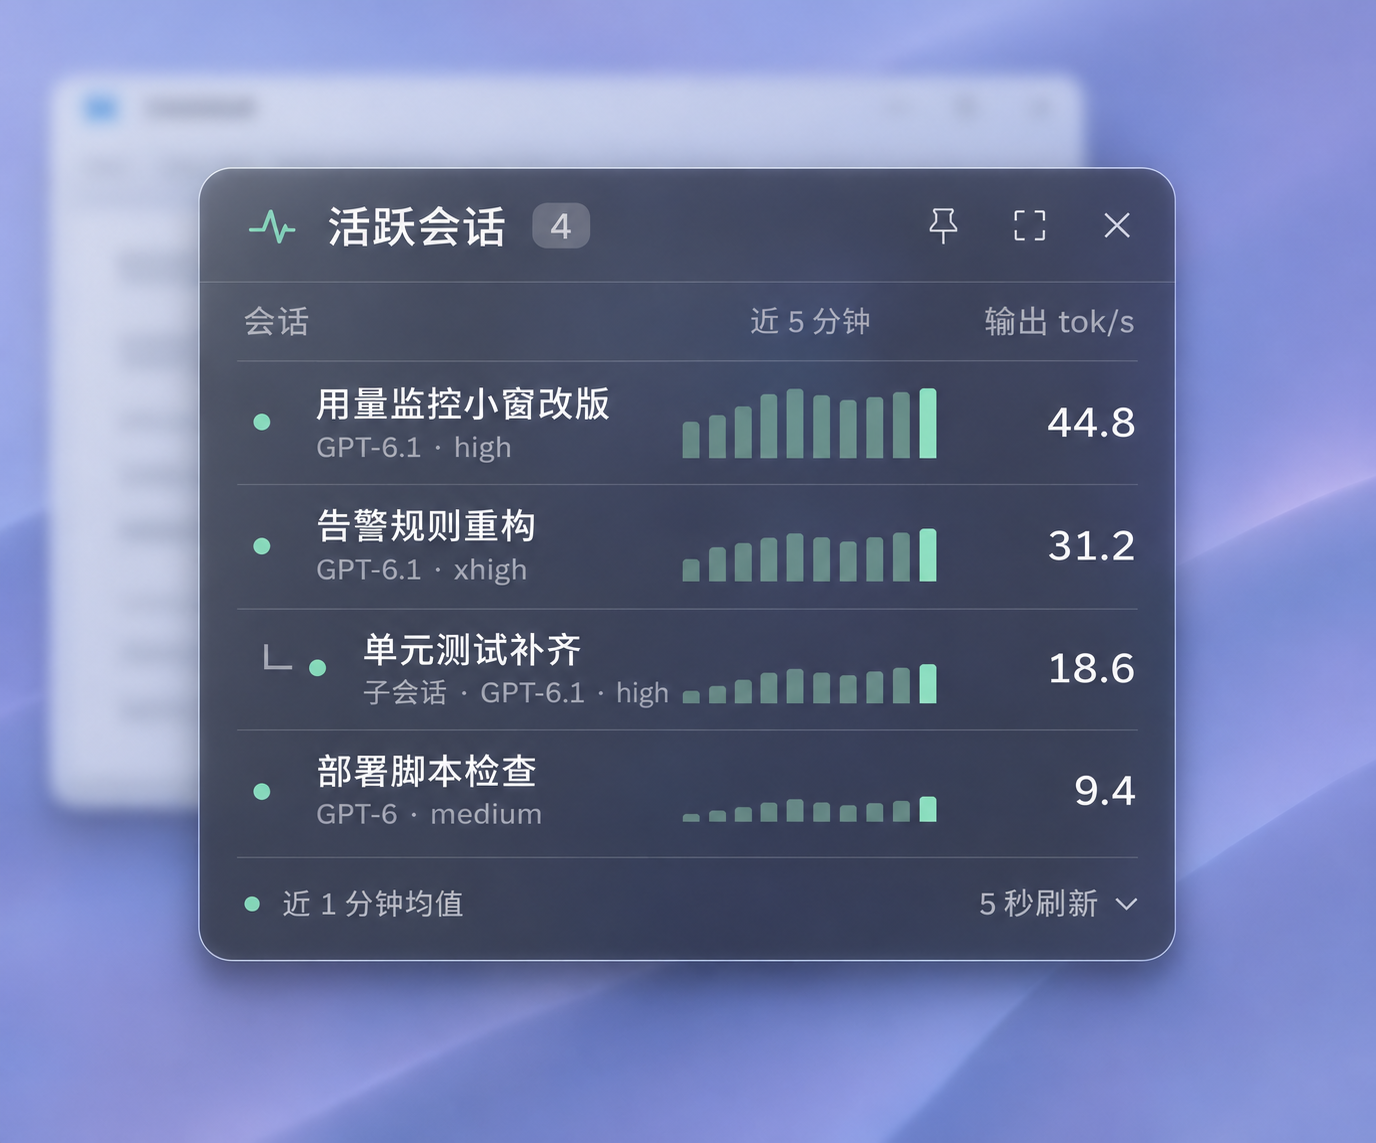 活跃会话 4
会话 近 5 分钟 输出 tok/s
用量监控小窗改版
GPT-6.1 · high
44.8
告警规则重构
GPT-6.1 · xhigh
31.2
单元测试补齐
子会话 · GPT-6.1 · high
18.6
部署脚本检查
GPT-6 · medium
9.4
近 1 分钟均值 5 秒刷新